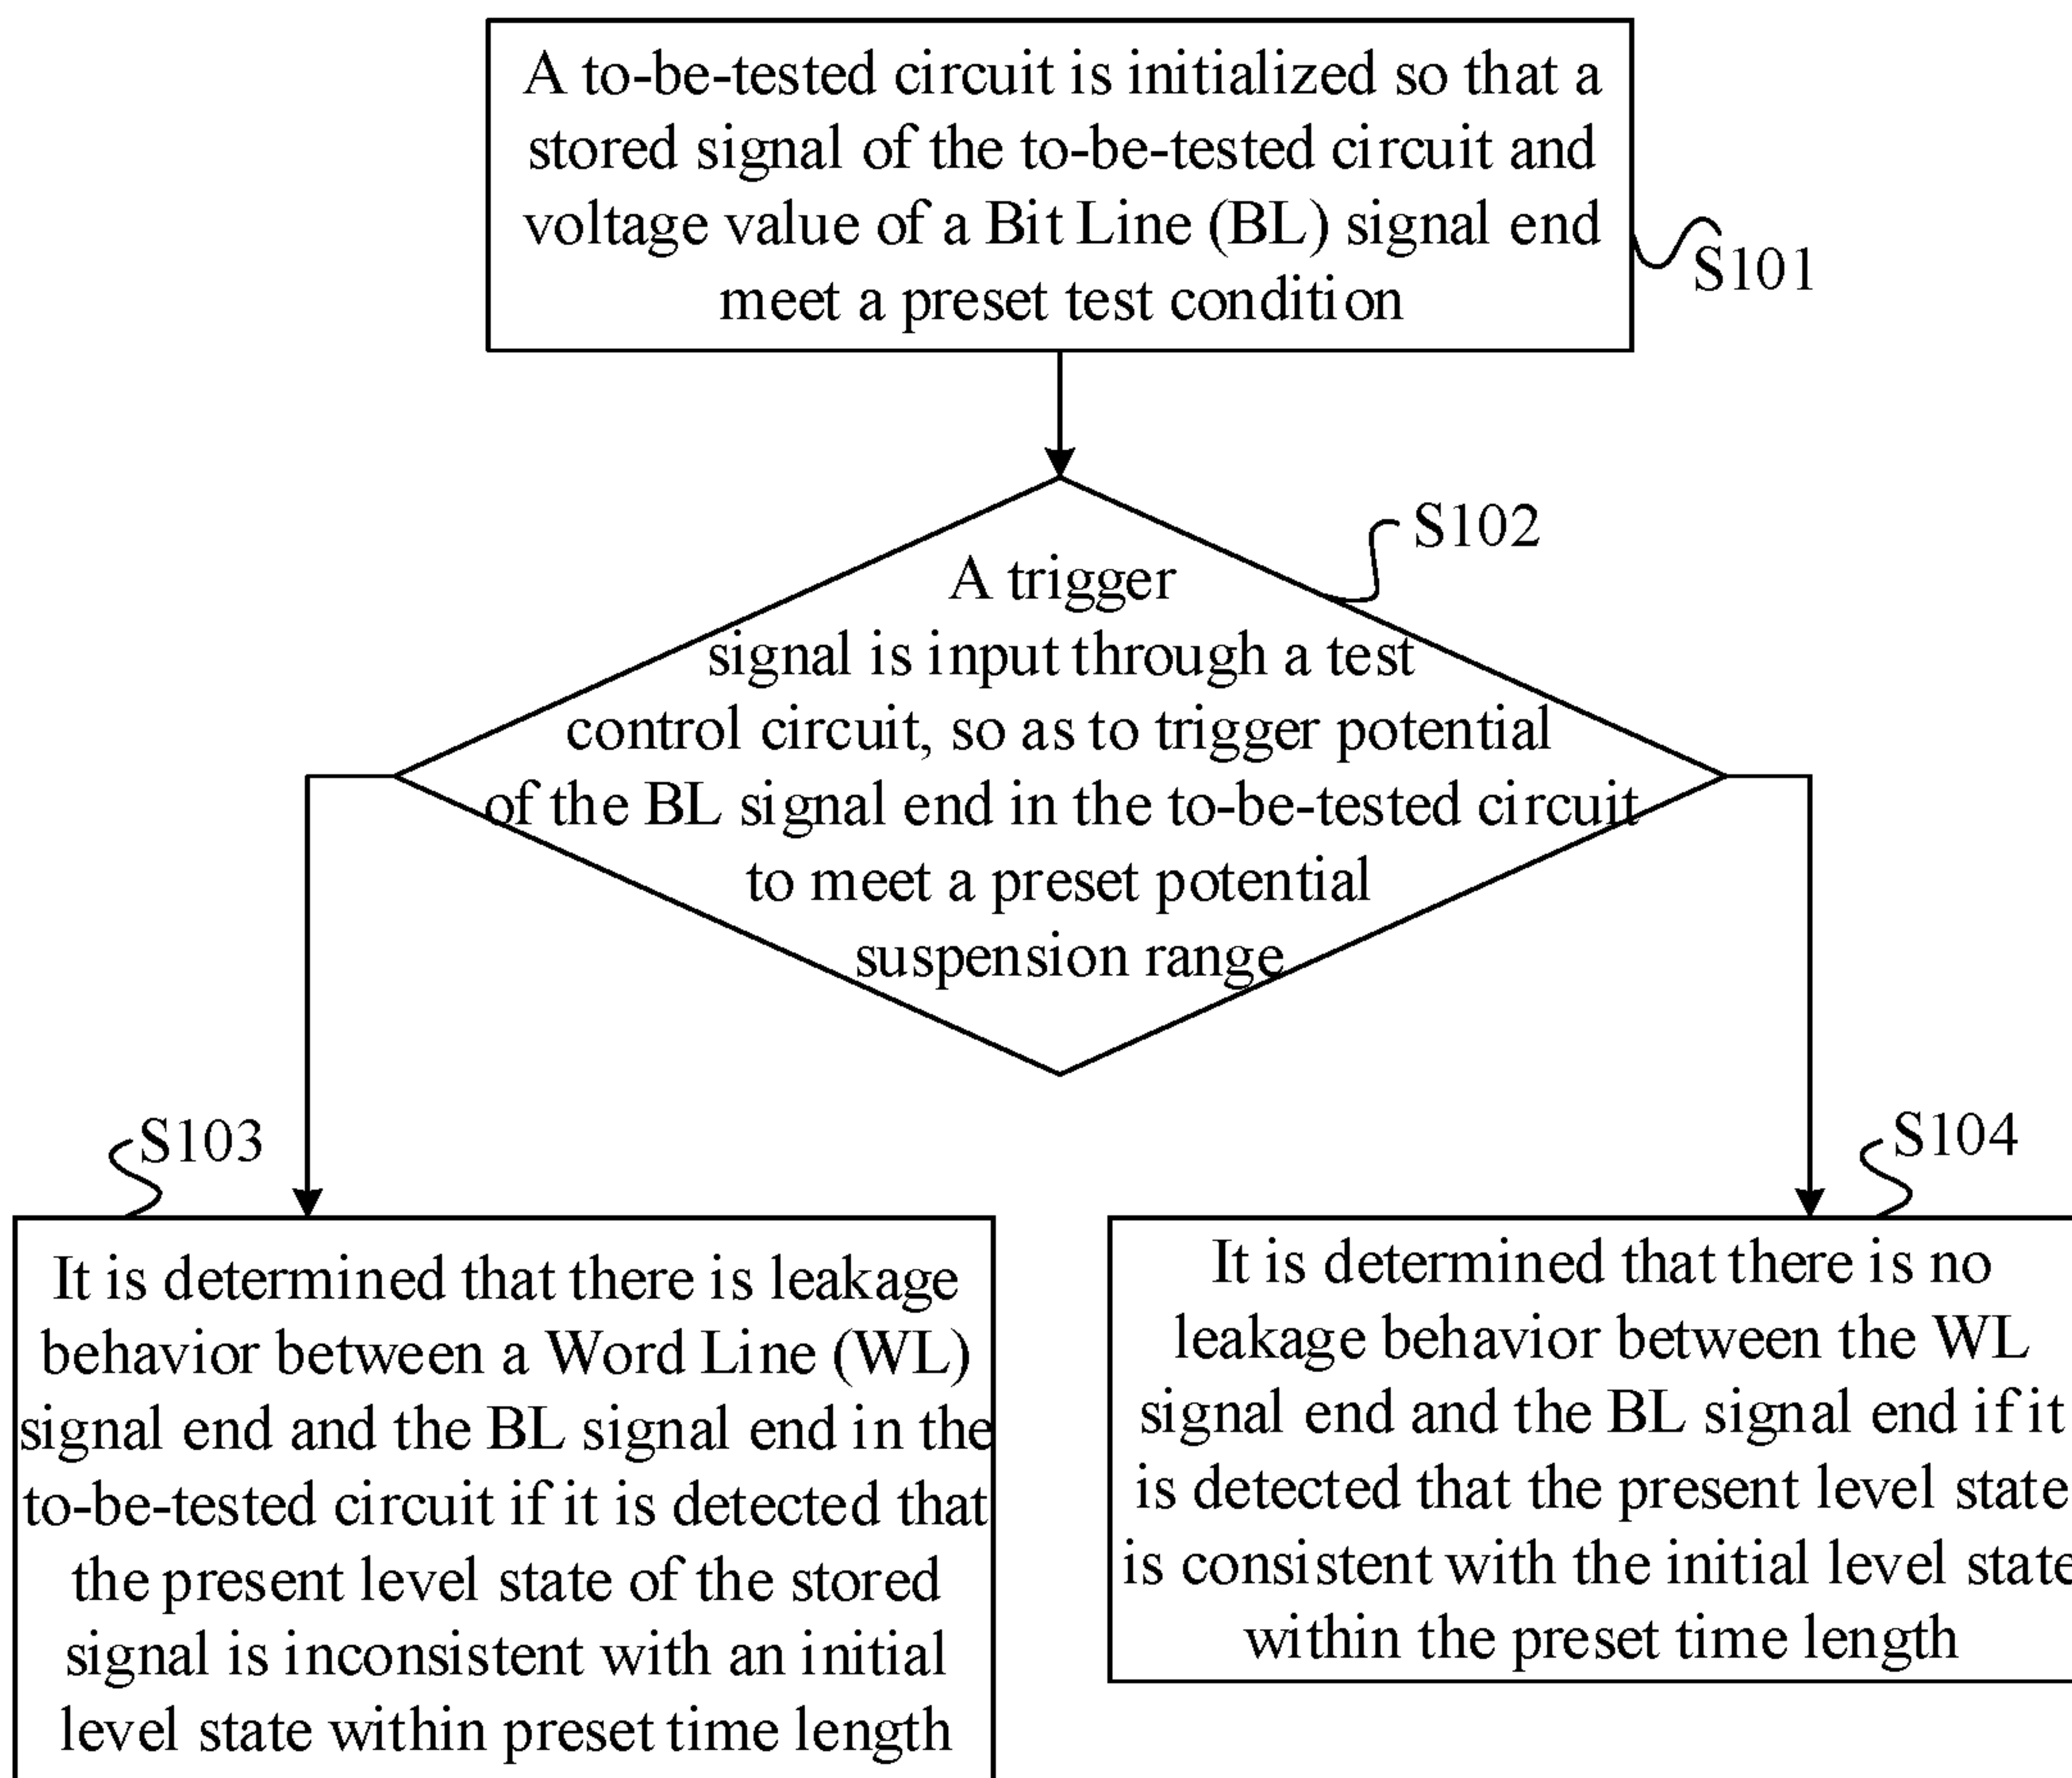 A to-be-tested circuit is initialized so that a
stored signal of the to-be-tested circuit and
voltage value of a Bit Line (BL) signal end
meet a preset test condition
S101
S102
A trigger
signal is input through a test
control circuit, so as to trigger potential
of the BL signal end in the to-be-tested circuit
to meet a preset potential
suspension range
S103
It is determined that there is leakage
behavior between a Word Line (WL)
signal end and the BL signal end in the
to-be-tested circuit if it is detected that
the present level state of the stored
signal is inconsistent with an initial
level state within preset time length
S104
It is determined that there is no
leakage behavior between the WL
signal end and the BL signal end if it
is detected that the present level state
is consistent with the initial level state
within the preset time length